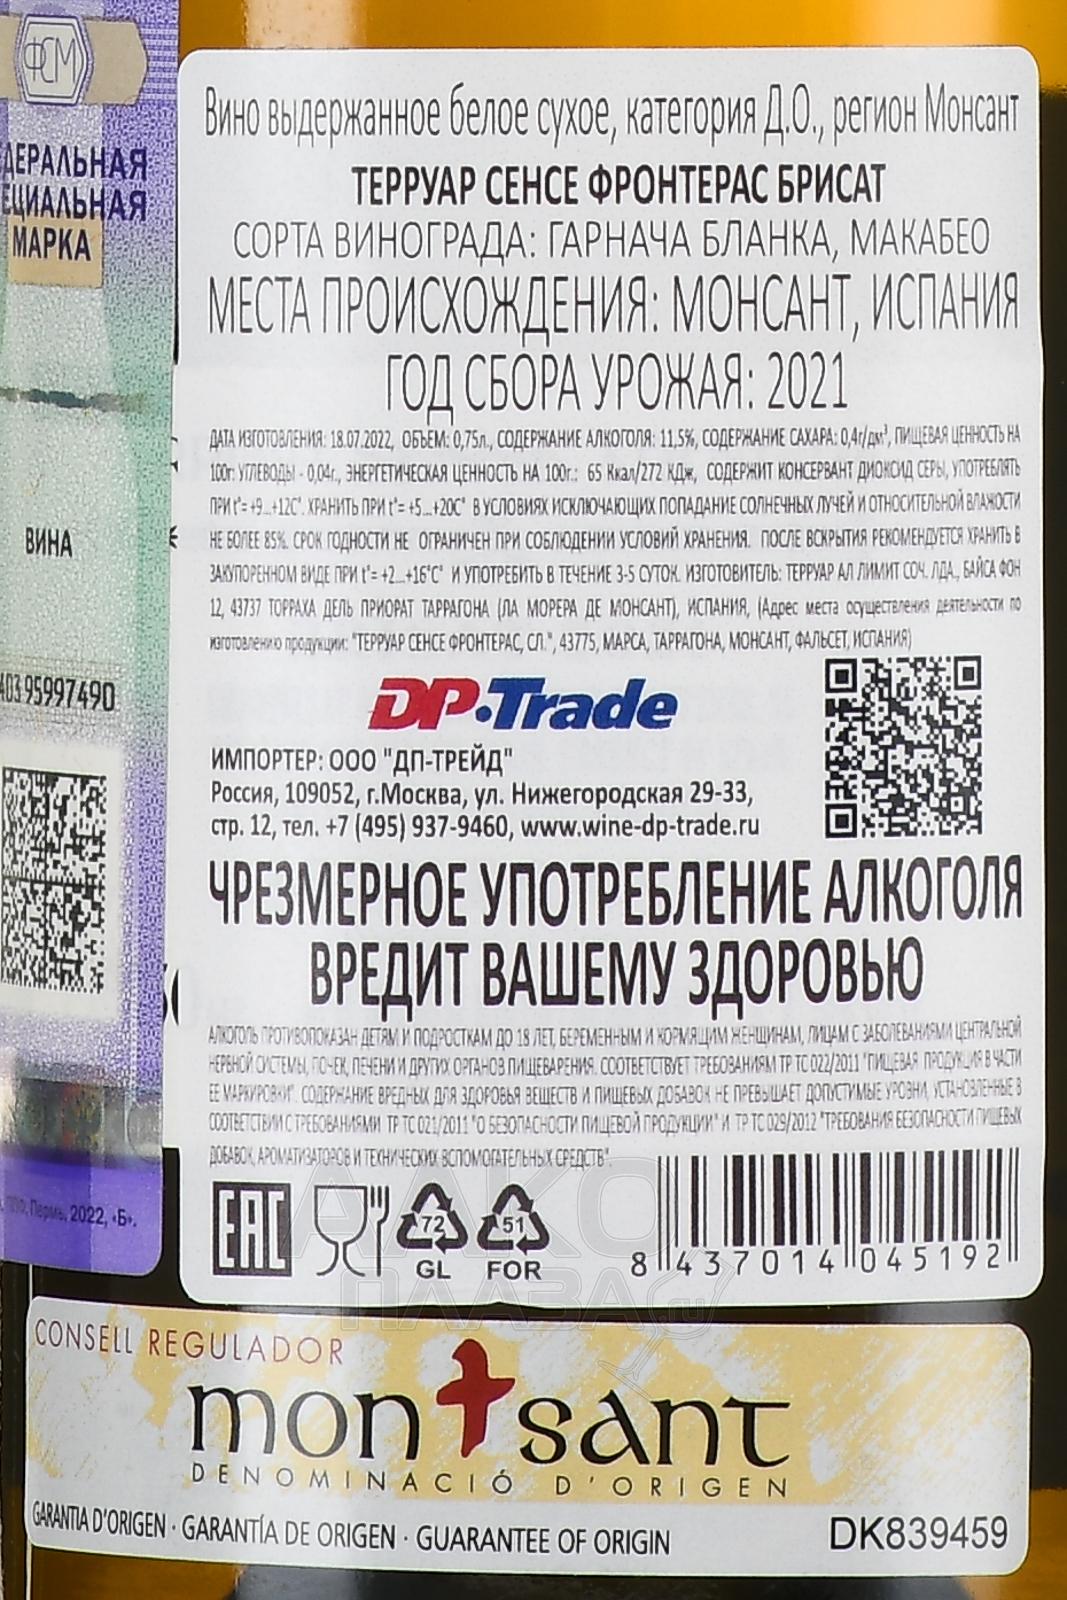 ФСМ
ДЕРАЛЬНАЯ
ЕЦИАЛЬНАЯ
МАРКА
ВИНА
403 95997490
Пермь, 2022, «Б».
Вино выдержанное белое сухое, категория Д.О., регион Монсант
ТЕРРУАР СЕНСЕ ФРОНТЕРАС БРИСАТ
СОРТА ВИНОГРАДА: ГАРНАЧА БЛАНКА, МАКАБЕО
МЕСТА ПРОИСХОЖДЕНИЯ: МОНСАНТ, ИСПАНИЯ
ГОД СБОРА УРОЖАЯ: 2021
ДАТА ИЗГОТОВЛЕНИЯ: 18.07.2022, ОБЪЕМ: 0,75л., СОДЕРЖАНИЕ АЛКОГОЛЯ: 11,5%, СОДЕРЖАНИЕ САХАРА: 0,4г/дм³, ПИЩЕВАЯ ЦЕННОСТЬ НА
100г: УГЛЕВОДЫ - 0,04г., ЭНЕРГЕТИЧЕСКАЯ ЦЕННОСТЬ НА 100г.: 65 Ккал/272 КДж, СОДЕРЖИТ КОНСЕРВАНТ ДИОКСИД СЕРЫ, УПОТРЕБЛЯТЬ
ПРИ t°= +9...+12C°. ХРАНИТЬ ПРИ t°= +5...+20C° В УСЛОВИЯХ ИСКЛЮЧАЮЩИХ ПОПАДАНИЕ СОЛНЕЧНЫХ ЛУЧЕЙ И ОТНОСИТЕЛЬНОЙ ВЛАЖНОСТИ
НЕ БОЛЕЕ 85%. СРОК ГОДНОСТИ НЕ ОГРАНИЧЕН ПРИ СОБЛЮДЕНИИ УСЛОВИЙ ХРАНЕНИЯ. ПОСЛЕ ВСКРЫТИЯ РЕКОМЕНДУЕТСЯ ХРАНИТЬ В
ЗАКУПОРЕННОМ ВИДЕ ПРИ t°= +2...+16°C° И УПОТРЕБИТЬ В ТЕЧЕНИЕ 3-5 СУТОК. ИЗГОТОВИТЕЛЬ: ТЕРРУАР АЛ ЛИМИТ СОЧ. ЛДА., БАЙСА ФОН
12, 43737 ТОРРАХА ДЕЛЬ ПРИОРАТ ТАРРАГОНА (ЛА МОРЕРА ДЕ МОНСАНТ), ИСПАНИЯ, (Адрес места осуществления деятельности по
изготовлению продукции: "ТЕРРУАР СЕНСЕ ФРОНТЕРАС, СЛ.", 43775, МАРСА, ТАРРАГОНА, МОНСАНТ, ФАЛЬСЕТ, ИСПАНИЯ)
DP·Trade
ИМПОРТЕР: ООО "ДП-ТРЕЙД"
Россия, 109052, г.Москва, ул. Нижегородская 29-33,
стр. 12, тел. +7 (495) 937-9460, www.wine-dp-trade.ru
ЧРЕЗМЕРНОЕ УПОТРЕБЛЕНИЕ АЛКОГОЛЯ
ВРЕДИТ ВАШЕМУ ЗДОРОВЬЮ
АЛКОГОЛЬ ПРОТИВОПОКАЗАН ДЕТЯМ И ПОДРОСТКАМ ДО 18 ЛЕТ, БЕРЕМЕННЫМ И КОРМЯЩИМ ЖЕНЩИНАМ, ЛИЦАМ С ЗАБОЛЕВАНИЯМИ ЦЕНТРАЛЬНОЙ
НЕРВНОЙ СИСТЕМЫ, ПОЧЕК, ПЕЧЕНИ И ДРУГИХ ОРГАНОВ ПИЩЕВАРЕНИЯ. СООТВЕТСТВУЕТ ТРЕБОВАНИЯМ ТР ТС 022/2011 "ПИЩЕВАЯ ПРОДУКЦИЯ В ЧАСТИ
ЕЕ МАРКИРОВКИ". СОДЕРЖАНИЕ ВРЕДНЫХ ДЛЯ ЗДОРОВЬЯ ВЕЩЕСТВ И ПИЩЕВЫХ ДОБАВОК НЕ ПРЕВЫШАЕТ ДОПУСТИМЫЕ УРОВНИ, УСТАНОВЛЕННЫЕ В
СООТВЕТСТВИИ С ТРЕБОВАНИЯМИ ТР ТС 021/2011 "О БЕЗОПАСНОСТИ ПИЩЕВОЙ ПРОДУКЦИИ" И ТР ТС 029/2012 "ТРЕБОВАНИЯ БЕЗОПАСНОСТИ ПИЩЕВЫХ
ДОБАВОК, АРОМАТИЗАТОРОВ И ТЕХНИЧЕСКИХ ВСПОМОГАТЕЛЬНЫХ СРЕДСТВ".
EAC
72
GL
51
FOR
8 437014 045192
АЛКО
ПЛАЗА.ru
CONSELL REGULADOR
montsant
DENOMINACIÓ D'ORIGEN
GARANTIA D'ORIGEN · GARANTÍA DE ORIGEN · GUARANTEE OF ORIGIN
DK839459